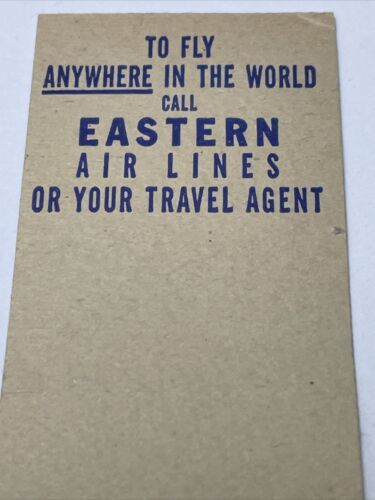 TO FLY
ANYWHERE IN THE WORLD
CALL
EASTERN
AIR LINES
OR YOUR TRAVEL AGENT